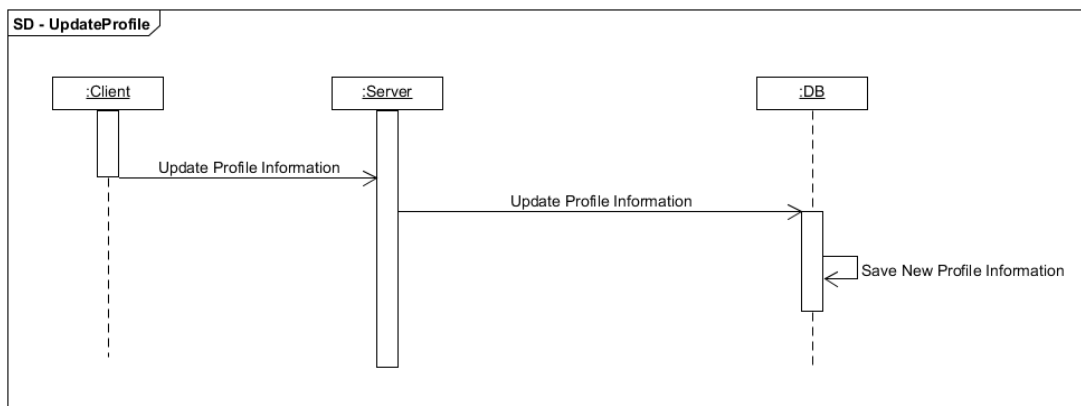 SD - UpdateProfile
:Client
:Server
:DB
Update Profile Information
Update Profile Information
Save New Profile Information